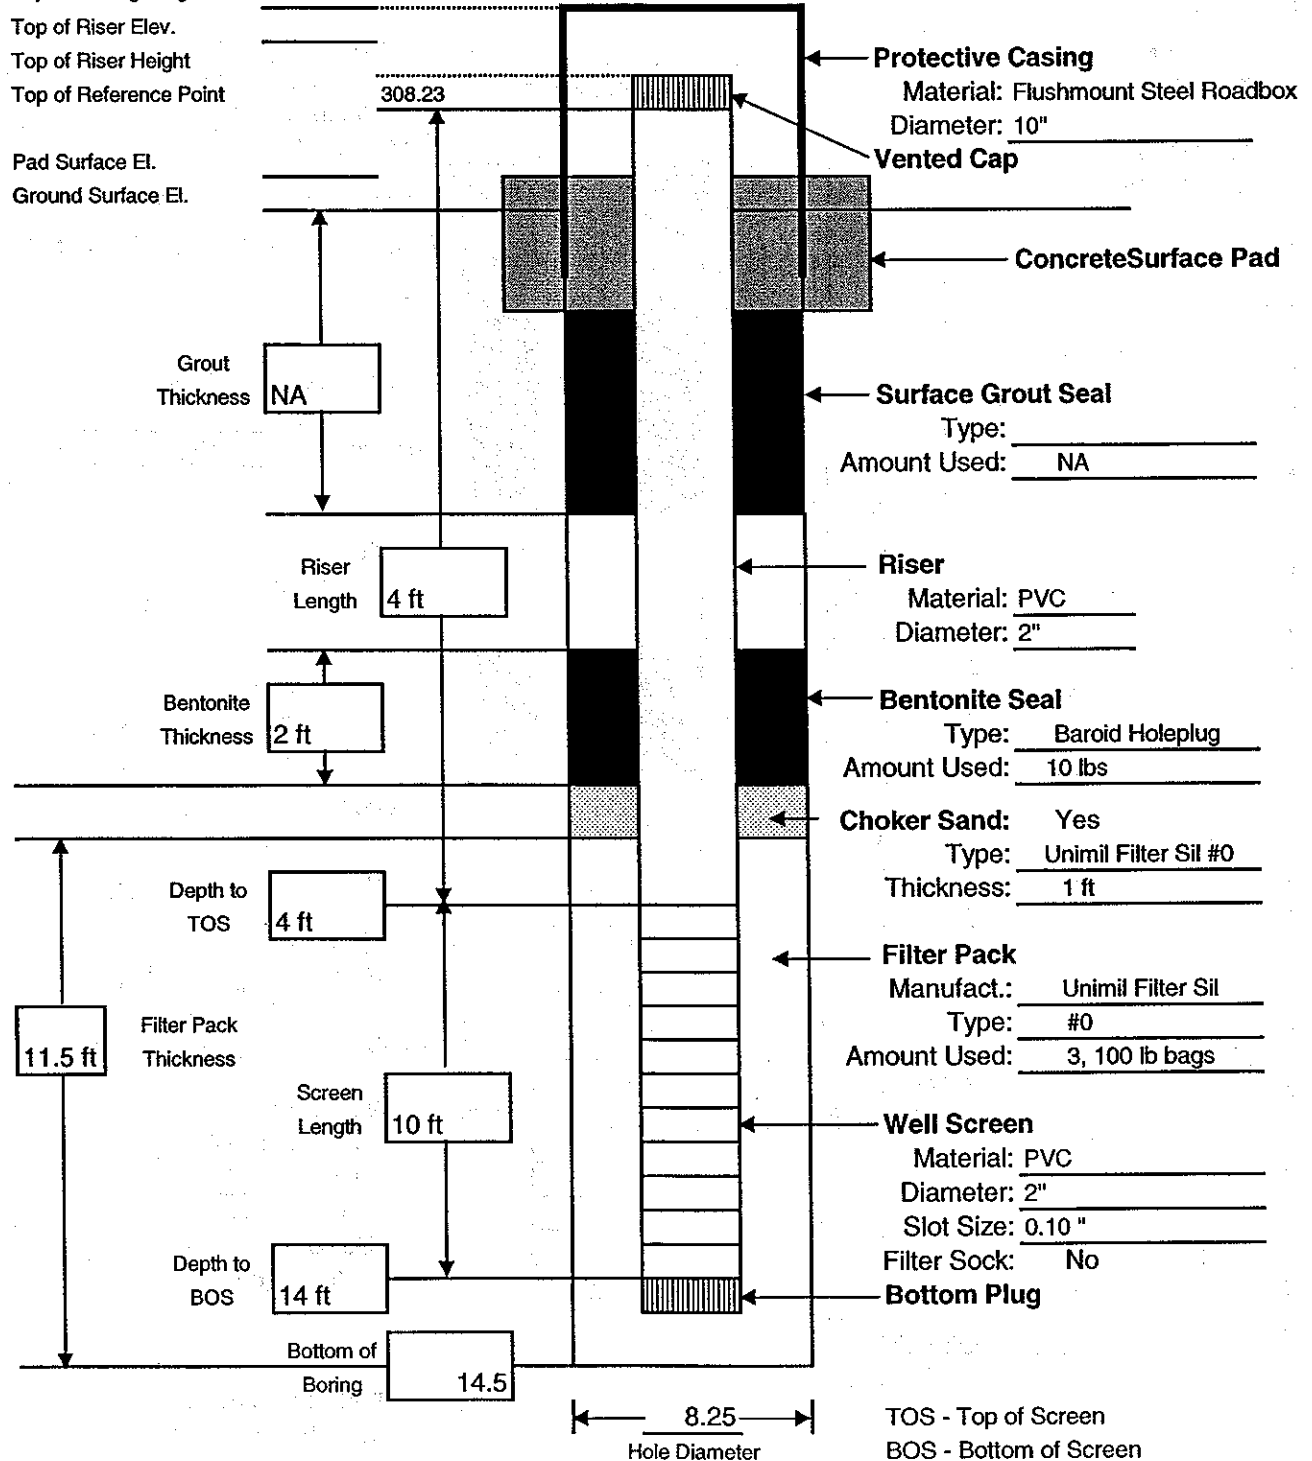 Top of Riser Elev.
Top of Riser Height
Top of Reference Point 308.23
Pad Surface El.
Ground Surface El.
Protective Casing
Material: Flushmount Steel Roadbox
Diameter: 10"
Vented Cap
ConcreteSurface Pad
Grout
Thickness NA
Surface Grout Seal
Type:
Amount Used: NA
Riser
Length 4 ft
Riser
Material: PVC
Diameter: 2"
Bentonite
Thickness 2 ft
Bentonite Seal
Type: Baroid Holeplug
Amount Used: 10 lbs
Choker Sand: Yes
Type: Unimil Filter Sil #0
Thickness: 1 ft
Depth to
TOS 4 ft
Filter Pack
Manufact.: Unimil Filter Sil
Type: #0
Amount Used: 3, 100 lb bags
11.5 ft
Filter Pack
Thickness
Screen
Length 10 ft
Well Screen
Material: PVC
Diameter: 2"
Slot Size: 0.10 "
Filter Sock: No
Bottom Plug
Depth to
BOS 14 ft
Bottom of
Boring 14.5
8.25
Hole Diameter
TOS - Top of Screen
BOS - Bottom of Screen